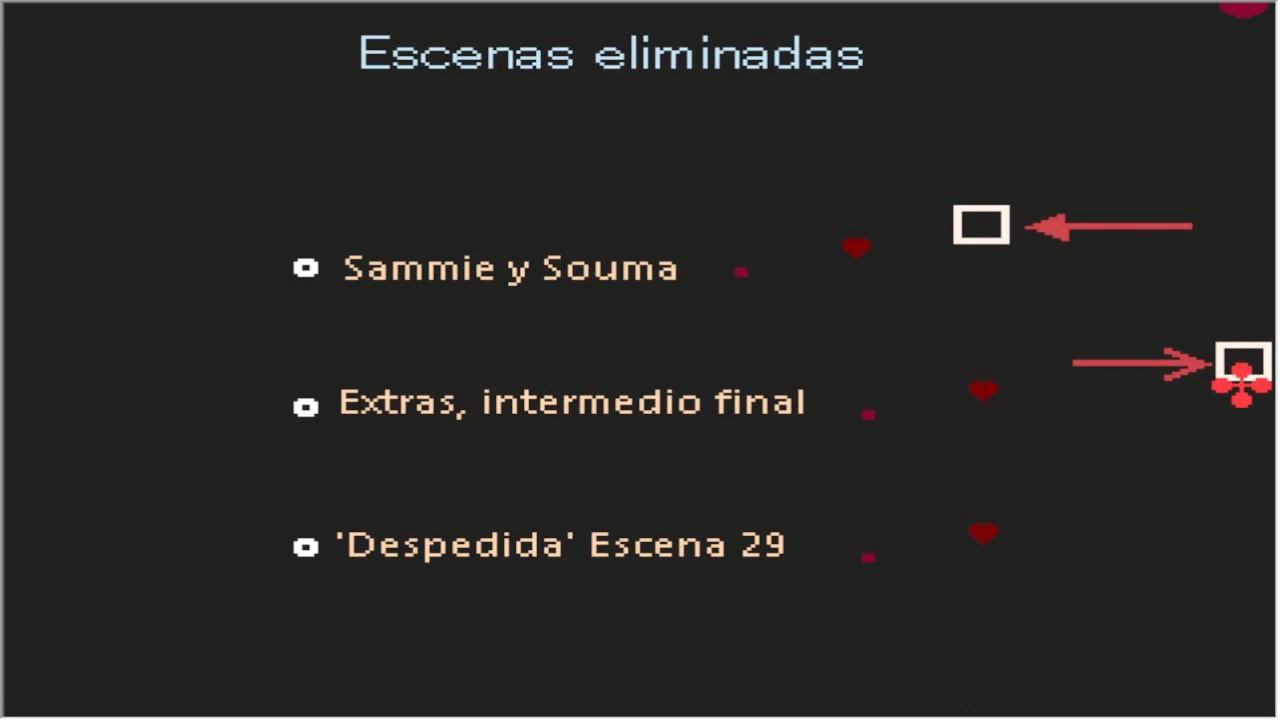 Escenas eliminadas
Sammie y Souma
Extras, intermedio final
'Despedida' Escena 29